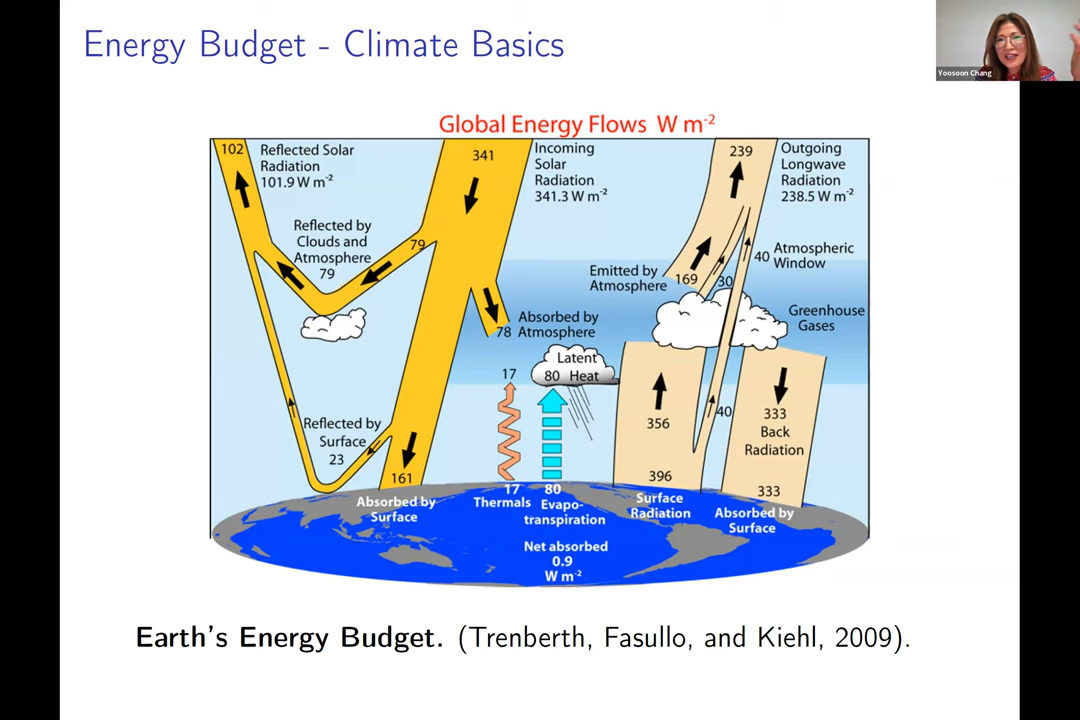 Energy Budget - Climate Basics
Yoosoon Chang
Global Energy Flows W m-2
102
Reflected Solar
Radiation
101.9 W m-2
341
Incoming
Solar
Radiation
341.3 W m-2
239
Outgoing
Longwave
Radiation
238.5 W m-2
Reflected by
Clouds and
Atmosphere
79
79
Emitted by
Atmosphere
169
30
40
Atmospheric
Window
Greenhouse
Gases
78
Absorbed by
Atmosphere
Latent
80 Heat
17
356
40
333
Back
Radiation
Reflected by
Surface
23
161
396
333
Absorbed by
Surface
17
Thermals
80
Evapo-
transpiration
Surface
Radiation
Absorbed by
Surface
Net absorbed
0.9
W m-2
Earth's Energy Budget. (Trenberth, Fasullo, and Kiehl, 2009).